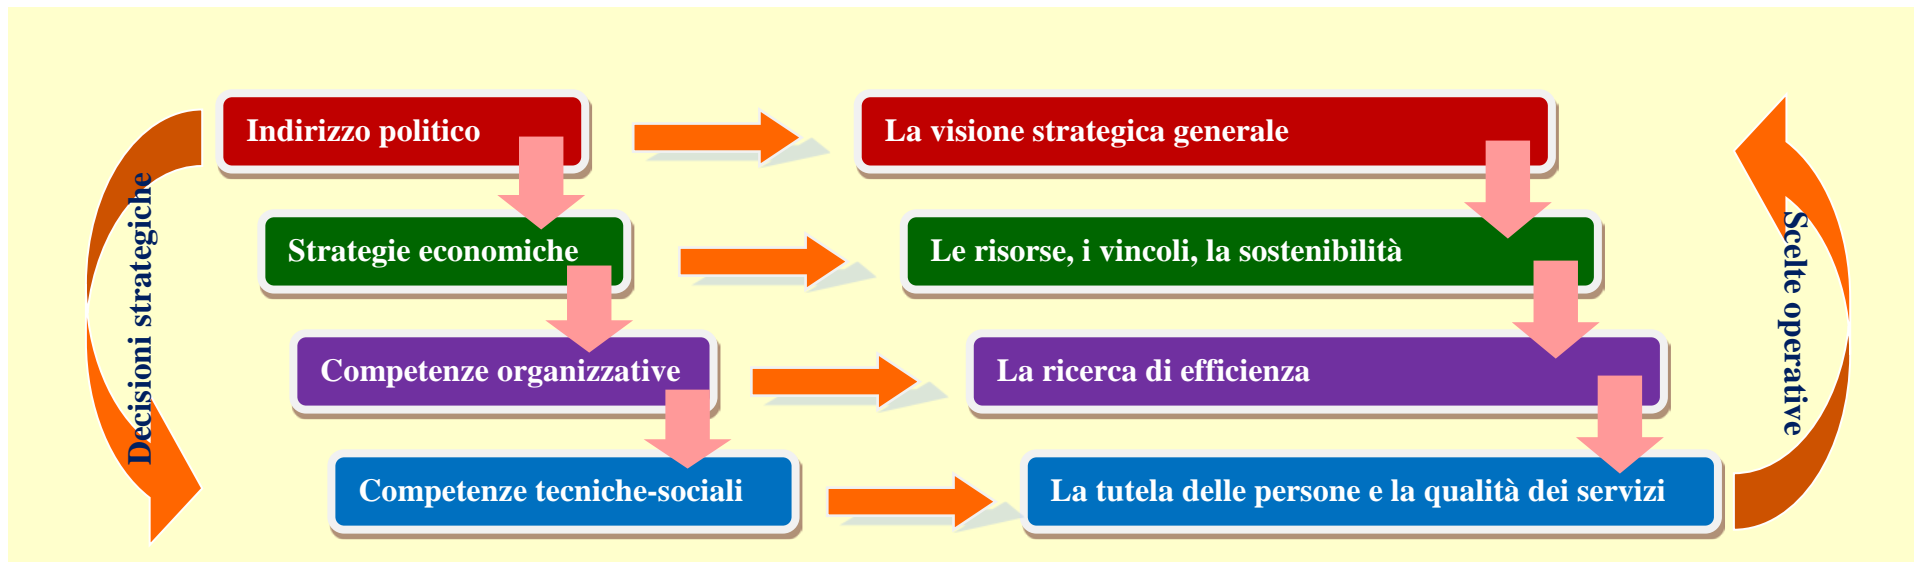 Indirizzo politico
La visione strategica generale
Strategie economiche
Le risorse, i vincoli, la sostenibilità
Competenze organizzative
La ricerca di efficienza
Competenze tecniche-sociali
La tutela delle persone e la qualità dei servizi
Decisioni strategiche
Scelte operative